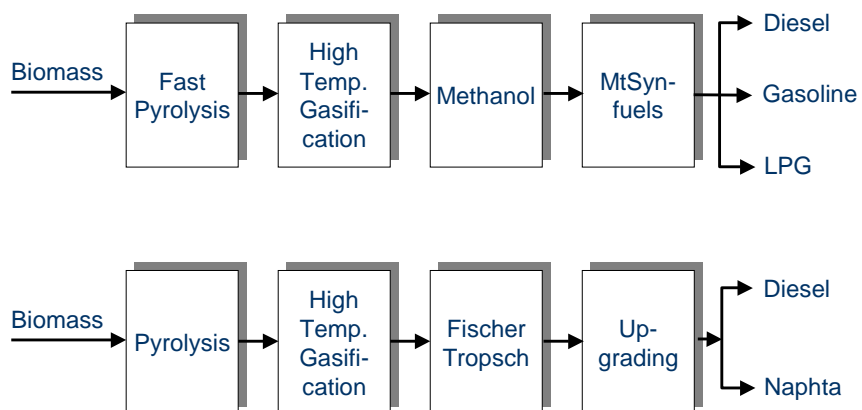 Biomass
Fast
Pyrolysis
High
Temp.
Gasifi-
cation
Methanol
MtSyn-
fuels
Diesel
Gasoline
LPG
Biomass
Pyrolysis
High
Temp.
Gasifi-
cation
Fischer
Tropsch
Up-
grading
Diesel
Naphta